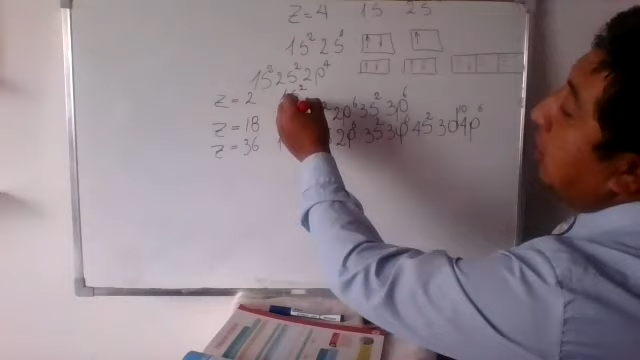 Z=4 1S 2S
1S² 2S²
1S² 2S² 2p⁴
Z=2
Z=18 2p⁶ 3S² 3p⁶
Z=36 2p⁶ 3S² 3p⁶ 4S² 3d¹⁰ 4p⁶